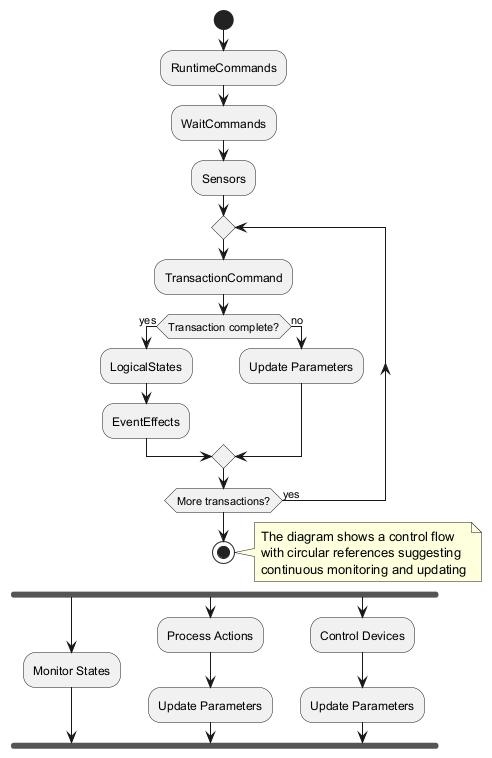 RuntimeCommands
WaitCommands
Sensors
TransactionCommand
Transaction complete?
yes
no
LogicalStates
Update Parameters
EventEffects
More transactions?
yes
The diagram shows a control flow
with circular references suggesting
continuous monitoring and updating
Process Actions
Control Devices
Monitor States
Update Parameters
Update Parameters